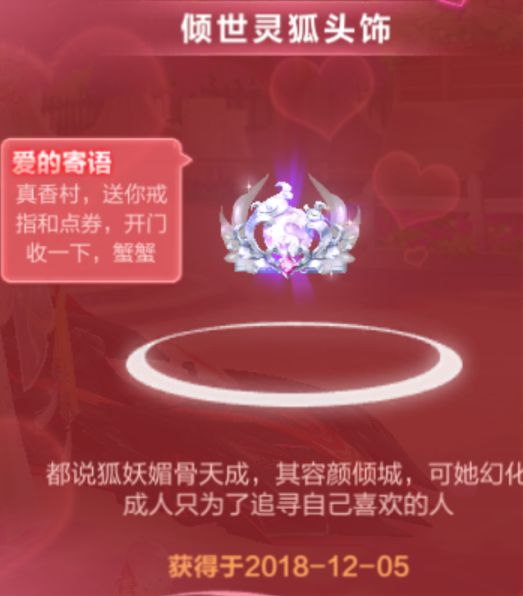 倾世灵狐头饰
爱的寄语
真香村，送你戒
指和点券，开门
收一下，蟹蟹
都说狐妖媚骨天成，其容颜倾城，可她幻化
成人只为了追寻自己喜欢的人
获得于2018-12-05